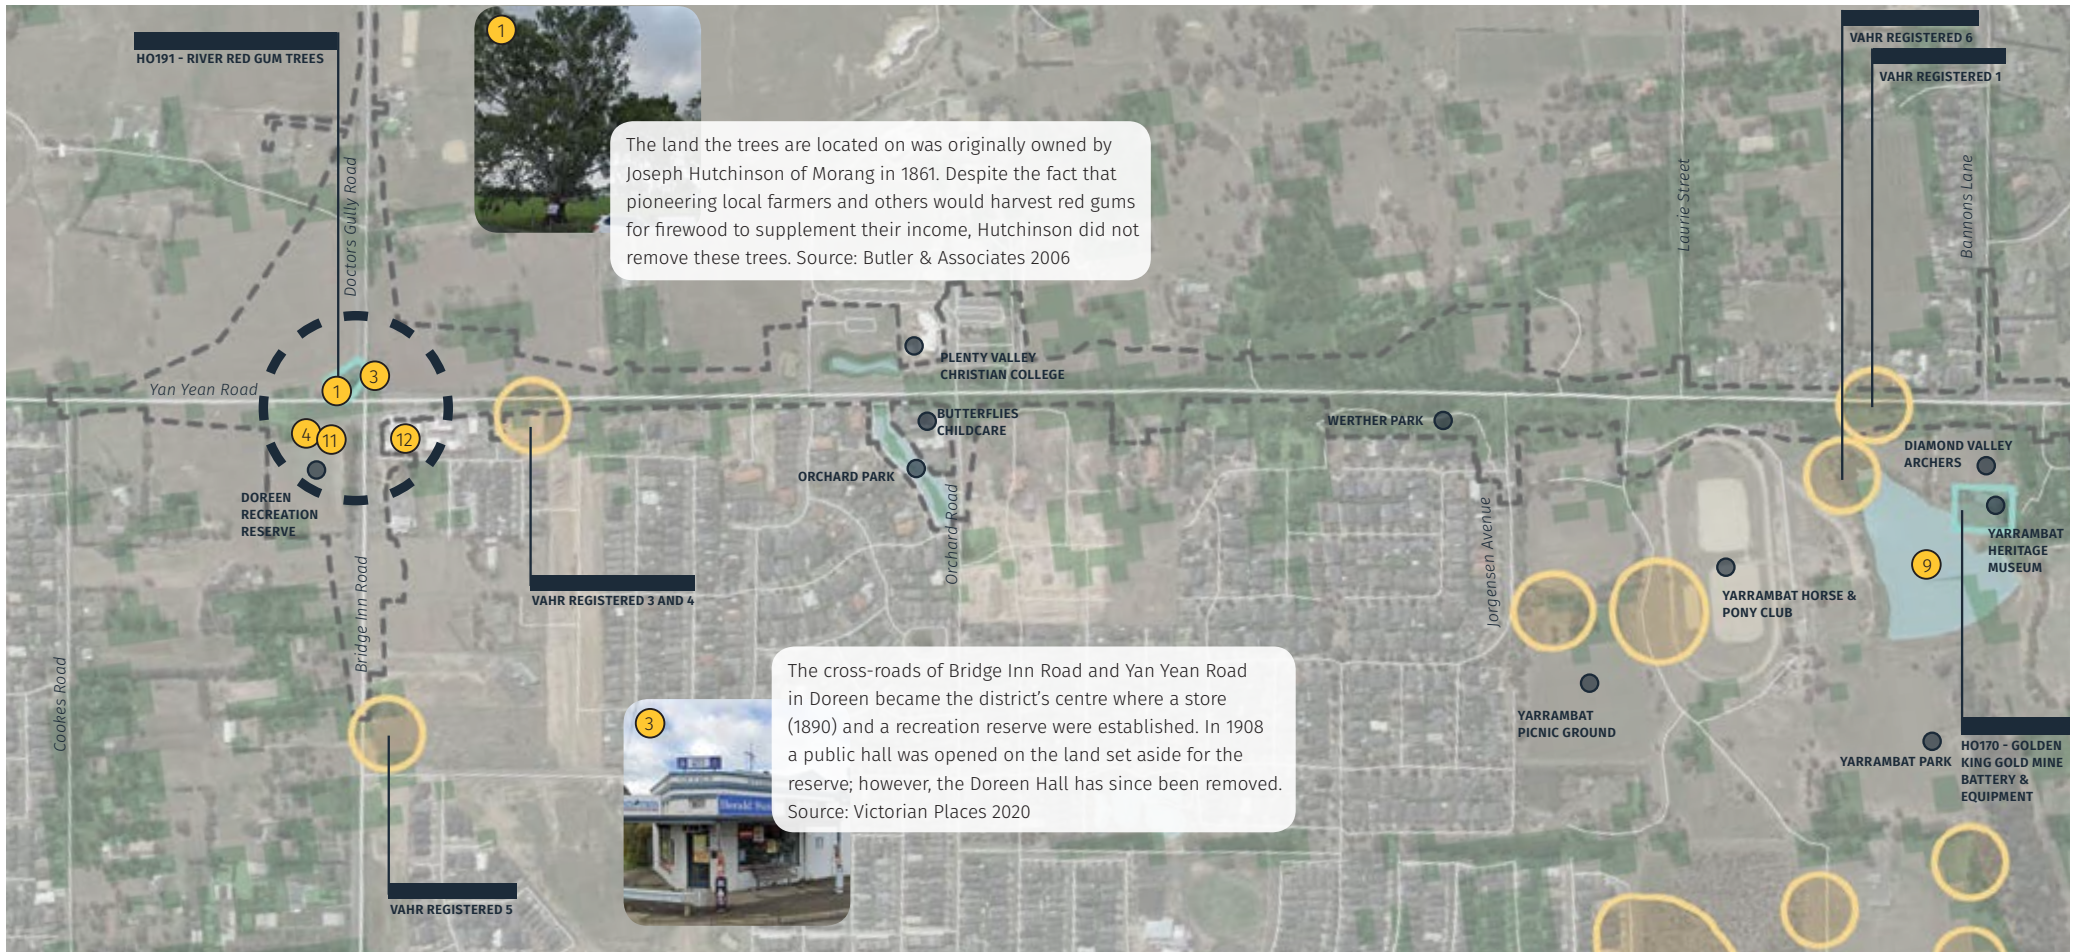 HO191 - RIVER RED GUM TREES
1
The land the trees are located on was originally owned by
Joseph Hutchinson of Morang in 1861. Despite the fact that
pioneering local farmers and others would harvest red gums
for firewood to supplement their income, Hutchinson did not
remove these trees. Source: Butler & Associates 2006
VAHR REGISTERED 6
VAHR REGISTERED 1
Doctors Gully Road
Laurie Street
Bannons Lane
Yan Yean Road
1
3
4
11
12
DOREEN
RECREATION
RESERVE
PLENTY VALLEY
CHRISTIAN COLLEGE
BUTTERFLIES
CHILDCARE
ORCHARD PARK
Orchard Road
WERTHER PARK
Jorgensen Avenue
DIAMOND VALLEY
ARCHERS
YARRAMBAT
HERITAGE
MUSEUM
9
YARRAMBAT HORSE &
PONY CLUB
YARRAMBAT
PICNIC GROUND
YARRAMBAT PARK
HO170 - GOLDEN
KING GOLD MINE
BATTERY &
EQUIPMENT
VAHR REGISTERED 3 AND 4
Bridge Inn Road
Cookes Road
VAHR REGISTERED 5
3
The cross-roads of Bridge Inn Road and Yan Yean Road
in Doreen became the district’s centre where a store
(1890) and a recreation reserve were established. In 1908
a public hall was opened on the land set aside for the
reserve; however, the Doreen Hall has since been removed.
Source: Victorian Places 2020
Herald Sun